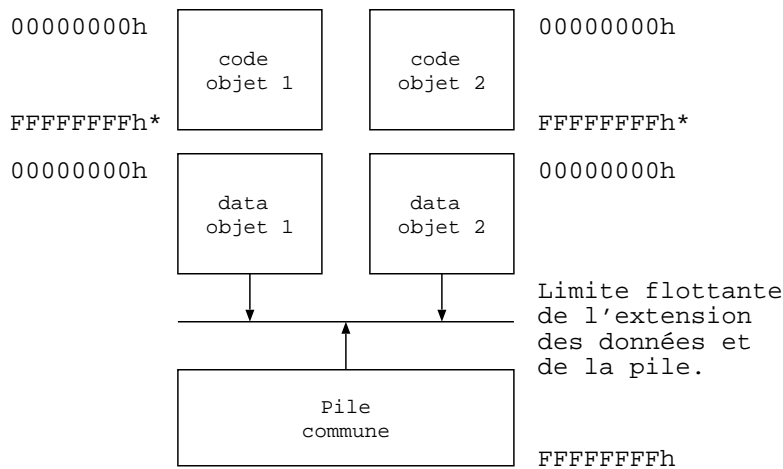 00000000h
code
objet 1
code
objet 2
00000000h
FFFFFFFFh*
FFFFFFFFh*
00000000h
data
objet 1
data
objet 2
00000000h
Limite flottante
de l'extension
des données et
de la pile.
Pile
commune
FFFFFFFFh